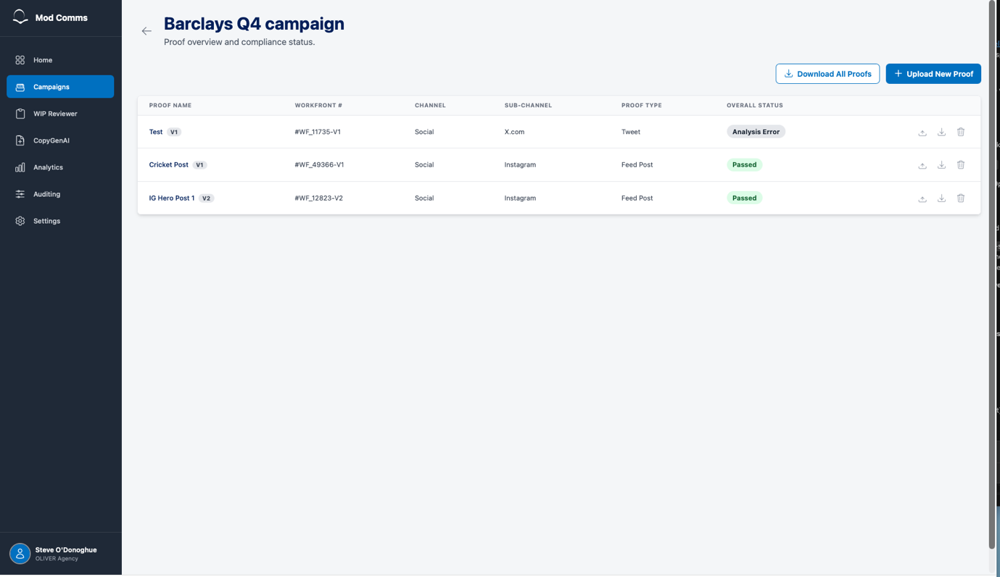 Mod Comms
Home
Campaigns
WIP Reviewer
CopyGenAI
Analytics
Auditing
Settings
Steve O'Donoghue
OLIVER Agency
Barclays Q4 campaign
Proof overview and compliance status.
Download All Proofs
Upload New Proof
PROOF NAME WORKFRONT # CHANNEL SUB-CHANNEL PROOF TYPE OVERALL STATUS
Test V1 #WF_11735-V1 Social X.com Tweet Analysis Error
Cricket Post V1 #WF_49366-V1 Social Instagram Feed Post Passed
IG Hero Post 1 V2 #WF_12823-V2 Social Instagram Feed Post Passed